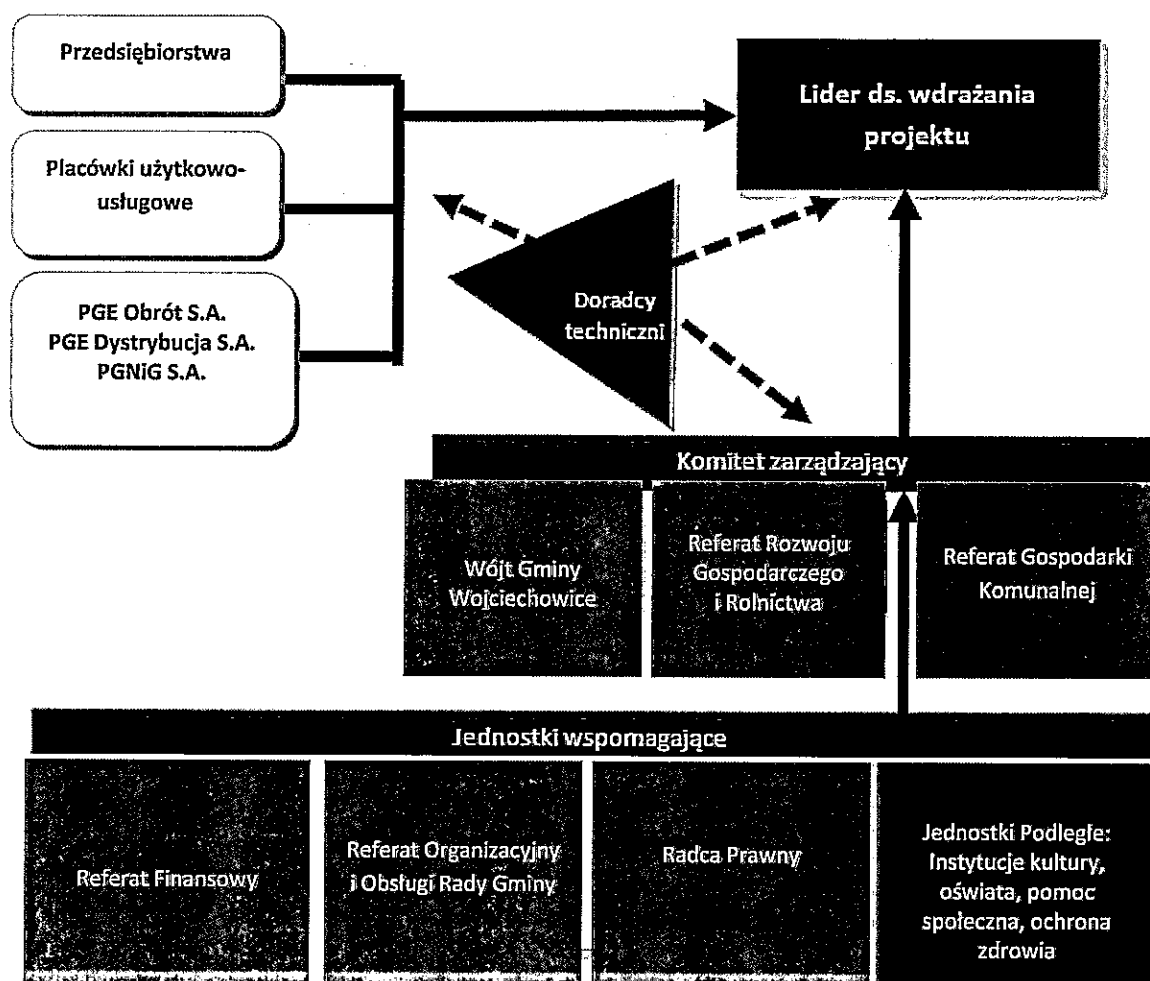 Przedsiębiorstwa
Lider ds. wdrażania
projektu
Placówki użytkowo-
usługowe
PGE Obrót S.A.
PGE Dystrybucja S.A.
PGNiG S.A.
Doradcy
techniczni
Komitet zarządzający
Wójt Gminy
Wojciechowice
Referat Rozwoju
Gospodarczego
i Rolnictwa
Referat Gospodarki
Komunalnej
Jednostki wspomagające
Referat Finansowy
Referat Organizacyjny
i Obsługi Rady Gminy
Radca Prawny
Jednostki Podległe:
Instytucje kultury,
oświata, pomoc
społeczna, ochrona
zdrowia